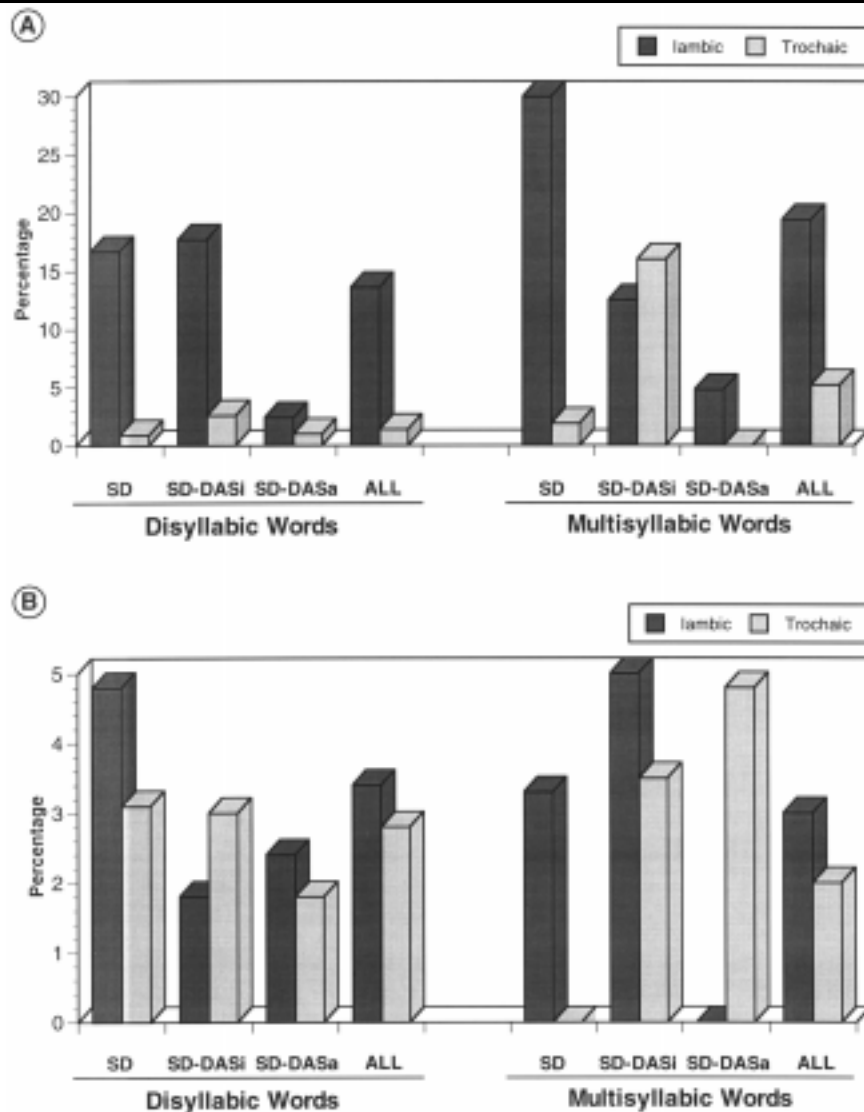 A
Iambic Trochaic
30
25
20
15
10
5
0
Percentage
SD SD-DASi SD-DASa ALL SD SD-DASi SD-DASa ALL
Disyllabic Words Multisyllabic Words
B
Iambic Trochaic
5
4
3
2
1
0
Percentage
SD SD-DASi SD-DASa ALL SD SD-DASi SD-DASa ALL
Disyllabic Words Multisyllabic Words